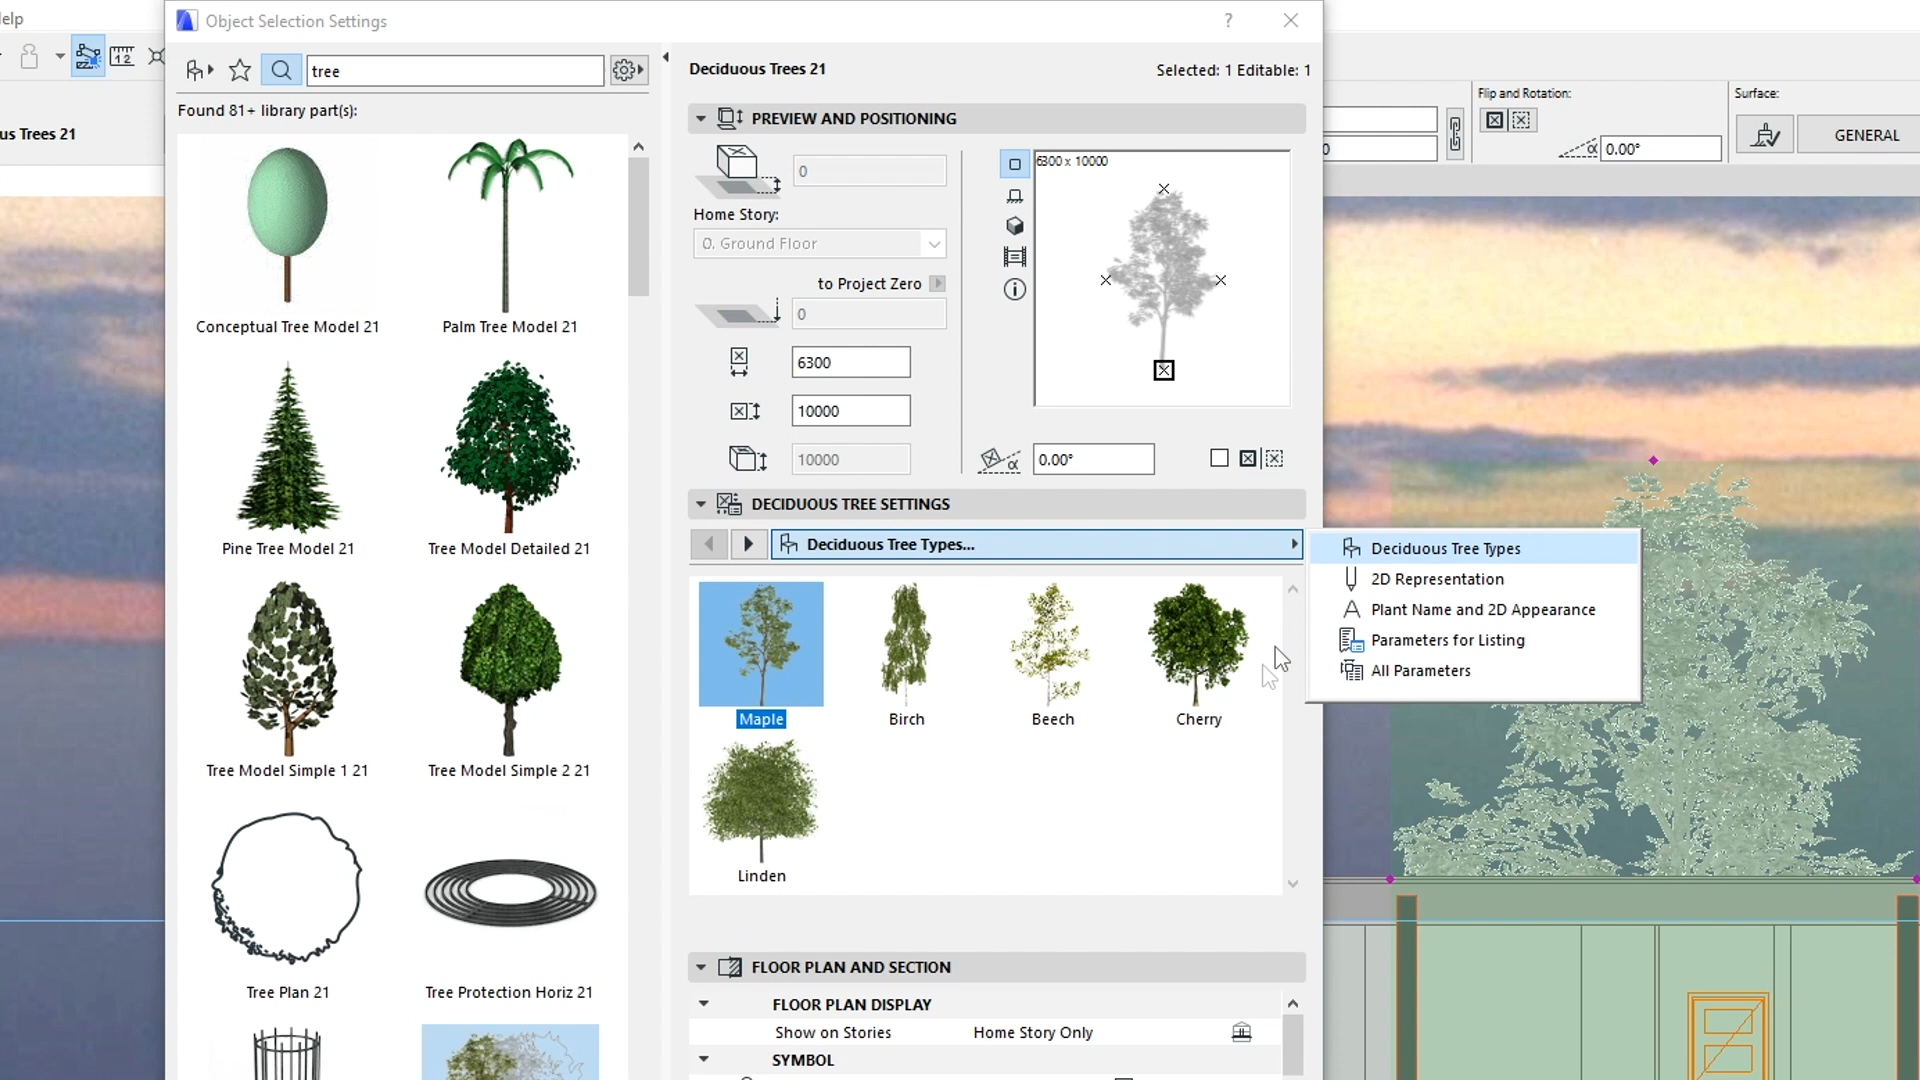 elp
Object Selection Settings
?
us Trees 21
tree
Found 81+ library part(s):
Conceptual Tree Model 21
Palm Tree Model 21
Pine Tree Model 21
Tree Model Detailed 21
Tree Model Simple 1 21
Tree Model Simple 2 21
Tree Plan 21
Tree Protection Horiz 21
Deciduous Trees 21
Selected: 1 Editable: 1
PREVIEW AND POSITIONING
0
Home Story:
0. Ground Floor
to Project Zero
0
6300
10000
10000
6300 x 10000
α
0.00°
DECIDUOUS TREE SETTINGS
Deciduous Tree Types...
Maple
Birch
Beech
Cherry
Linden
FLOOR PLAN AND SECTION
FLOOR PLAN DISPLAY
Show on Stories
Home Story Only
SYMBOL
Deciduous Tree Types
2D Representation
Plant Name and 2D Appearance
Parameters for Listing
All Parameters
0
Flip and Rotation:
α
0.00°
Surface:
GENERAL
1 2